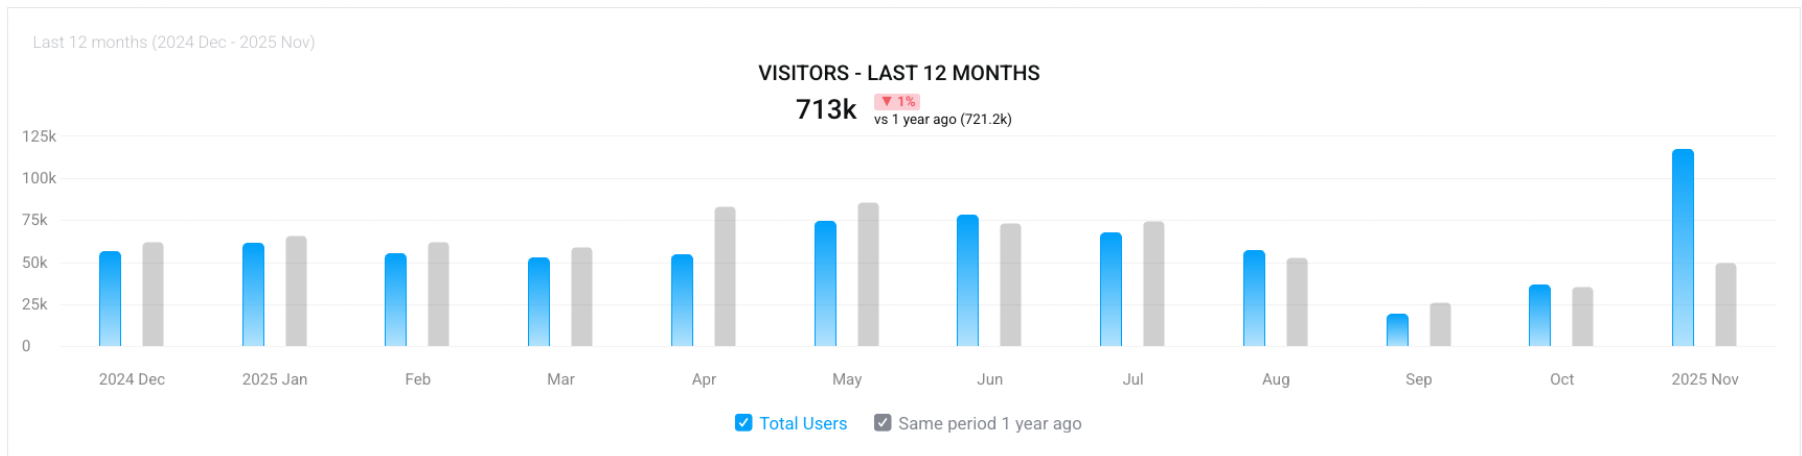 Last 12 months (2024 Dec - 2025 Nov)
VISITORS - LAST 12 MONTHS
713k ▼ 1%
vs 1 year ago (721.2k)
125k
100k
75k
50k
25k
0
2024 Dec 2025 Jan Feb Mar Apr May Jun Jul Aug Sep Oct 2025 Nov
Total Users Same period 1 year ago